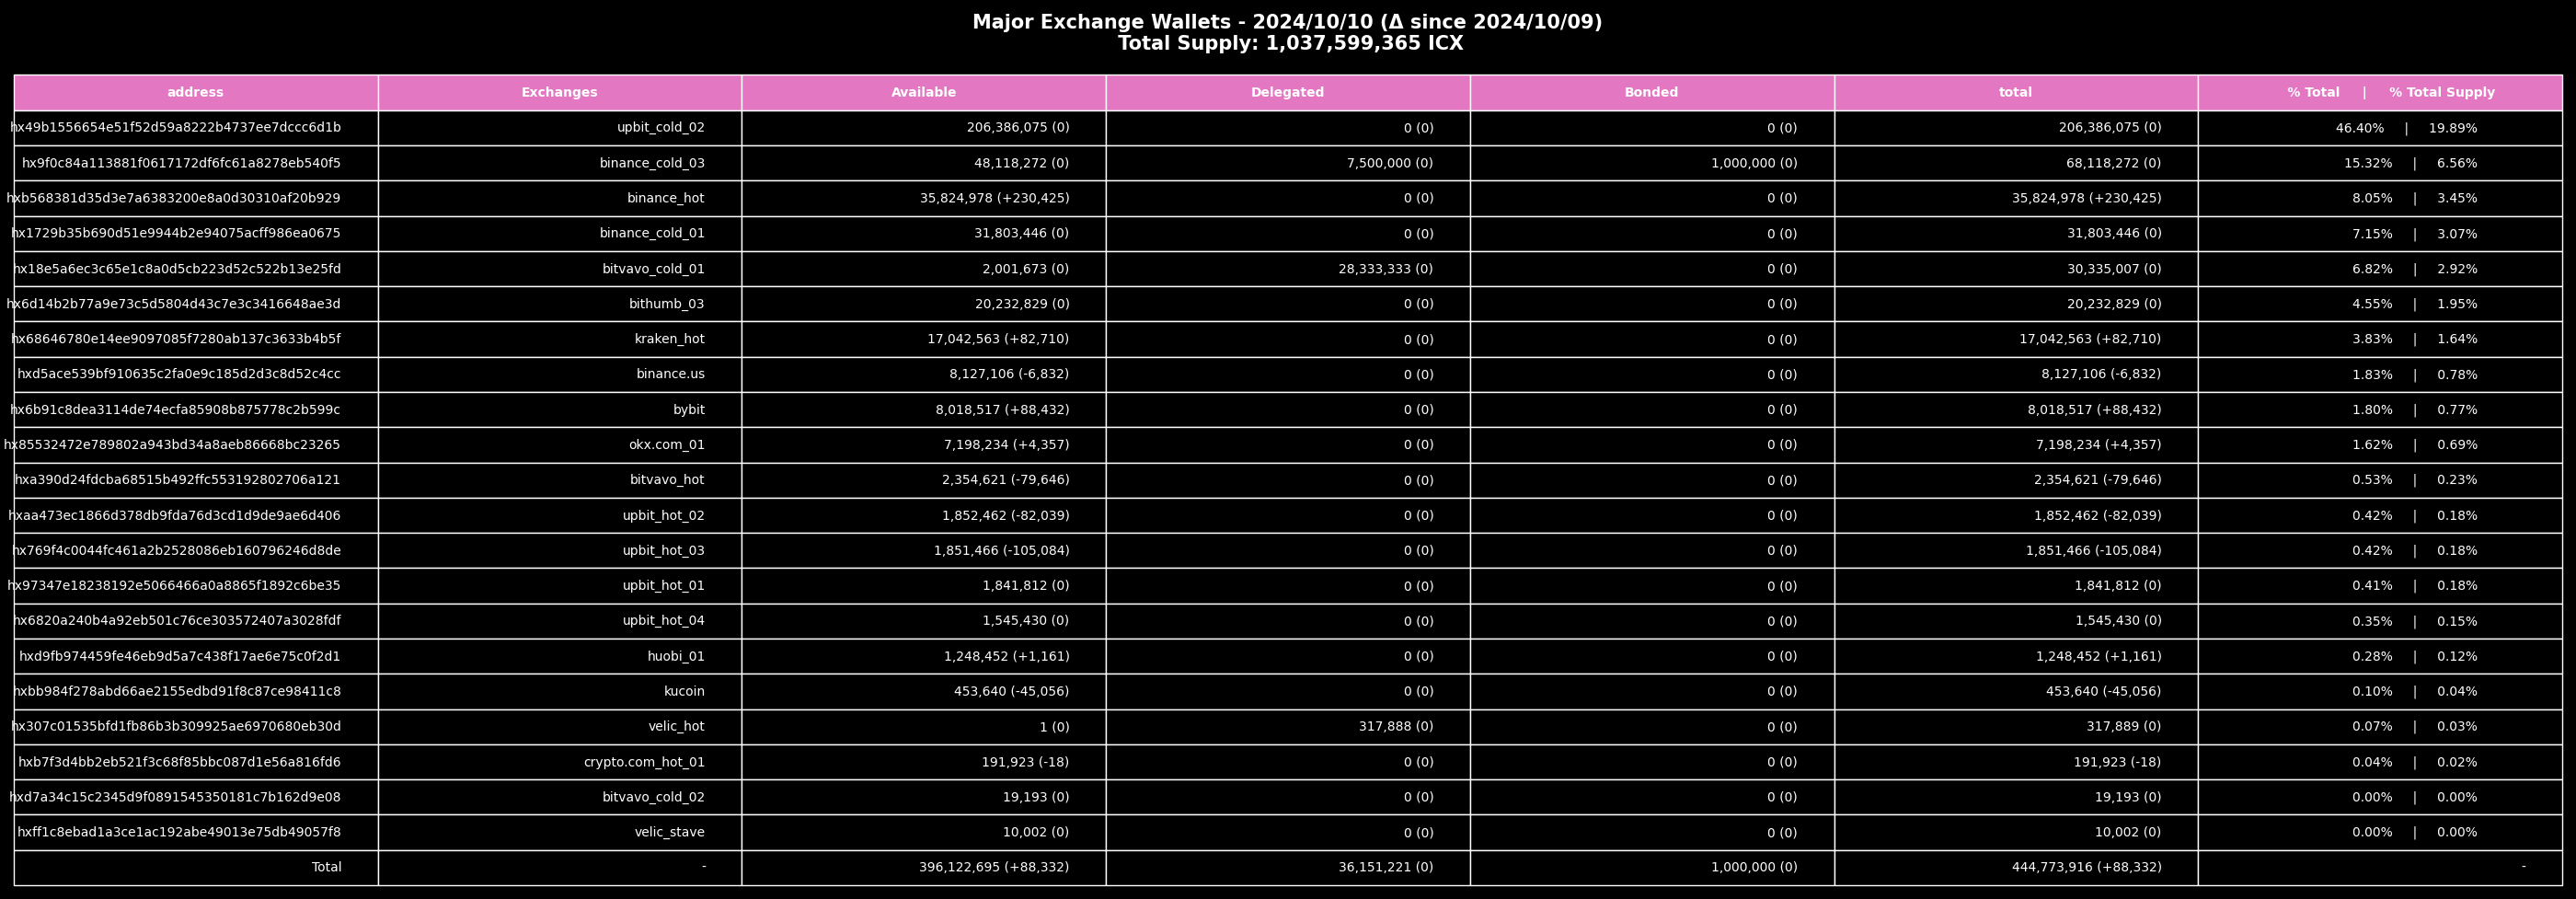 Major Exchange Wallets - 2024/10/10 (Δ since 2024/10/09)
Total Supply: 1,037,599,365 ICX
address Exchanges Available Delegated Bonded total % Total | % Total Supply
hx49b1556654e51f52d59a8222b4737ee7dccc6d1b upbit_cold_02 206,386,075 (0) 0 (0) 0 (0) 206,386,075 (0) 46.40% | 19.89%
hx9f0c84a113881f0617172df6fc61a8278eb540f5 binance_cold_03 48,118,272 (0) 7,500,000 (0) 1,000,000 (0) 68,118,272 (0) 15.32% | 6.56%
hxb568381d35d3e7a6383200e8a0d30310af20b929 binance_hot 35,824,978 (+230,425) 0 (0) 0 (0) 35,824,978 (+230,425) 8.05% | 3.45%
hx1729b35b690d51e9944b2e94075acff986ea0675 binance_cold_01 31,803,446 (0) 0 (0) 0 (0) 31,803,446 (0) 7.15% | 3.07%
hx18e5a6ec3c65e1c8a0d5cb223d52c522b13e25fd bitvavo_cold_01 2,001,673 (0) 28,333,333 (0) 0 (0) 30,335,007 (0) 6.82% | 2.92%
hx6d14b2b77a9e73c5d5804d43c7e3c3416648ae3d bithumb_03 20,232,829 (0) 0 (0) 0 (0) 20,232,829 (0) 4.55% | 1.95%
hx68646780e14ee9097085f7280ab137c3633b4b5f kraken_hot 17,042,563 (+82,710) 0 (0) 0 (0) 17,042,563 (+82,710) 3.83% | 1.64%
hxd5ace539bf910635c2fa0e9c185d2d3c8d52c4cc binance.us 8,127,106 (-6,832) 0 (0) 0 (0) 8,127,106 (-6,832) 1.83% | 0.78%
hx6b91c8dea3114de74ecfa85908b875778c2b599c bybit 8,018,517 (+88,432) 0 (0) 0 (0) 8,018,517 (+88,432) 1.80% | 0.77%
hx85532472e789802a943bd34a8aeb86668bc23265 okx.com_01 7,198,234 (+4,357) 0 (0) 0 (0) 7,198,234 (+4,357) 1.62% | 0.69%
hxa390d24fdcba68515b492ffc553192802706a121 bitvavo_hot 2,354,621 (-79,646) 0 (0) 0 (0) 2,354,621 (-79,646) 0.53% | 0.23%
hxaa473ec1866d378db9fda76d3cd1d9de9ae6d406 upbit_hot_02 1,852,462 (-82,039) 0 (0) 0 (0) 1,852,462 (-82,039) 0.42% | 0.18%
hx769f4c0044fc461a2b2528086eb160796246d8de upbit_hot_03 1,851,466 (-105,084) 0 (0) 0 (0) 1,851,466 (-105,084) 0.42% | 0.18%
hx97347e18238192e5066466a0a8865f1892c6be35 upbit_hot_01 1,841,812 (0) 0 (0) 0 (0) 1,841,812 (0) 0.41% | 0.18%
hx6820a240b4a92eb501c76ce303572407a3028fdf upbit_hot_04 1,545,430 (0) 0 (0) 0 (0) 1,545,430 (0) 0.35% | 0.15%
hxd9fb974459fe46eb9d5a7c438f17ae6e75c0f2d1 huobi_01 1,248,452 (+1,161) 0 (0) 0 (0) 1,248,452 (+1,161) 0.28% | 0.12%
hxbb984f278abd66ae2155edbd91f8c87ce98411c8 kucoin 453,640 (-45,056) 0 (0) 0 (0) 453,640 (-45,056) 0.10% | 0.04%
hx307c01535bfd1fb86b3b309925ae6970680eb30d velic_hot 1 (0) 317,888 (0) 0 (0) 317,889 (0) 0.07% | 0.03%
hxb7f3d4bb2eb521f3c68f85bbc087d1e56a816fd6 crypto.com_hot_01 191,923 (-18) 0 (0) 0 (0) 191,923 (-18) 0.04% | 0.02%
hxd7a34c15c2345d9f0891545350181c7b162d9e08 bitvavo_cold_02 19,193 (0) 0 (0) 0 (0) 19,193 (0) 0.00% | 0.00%
hxff1c8ebad1a3ce1ac192abe49013e75db49057f8 velic_stave 10,002 (0) 0 (0) 0 (0) 10,002 (0) 0.00% | 0.00%
Total - 396,122,695 (+88,332) 36,151,221 (0) 1,000,000 (0) 444,773,916 (+88,332) -